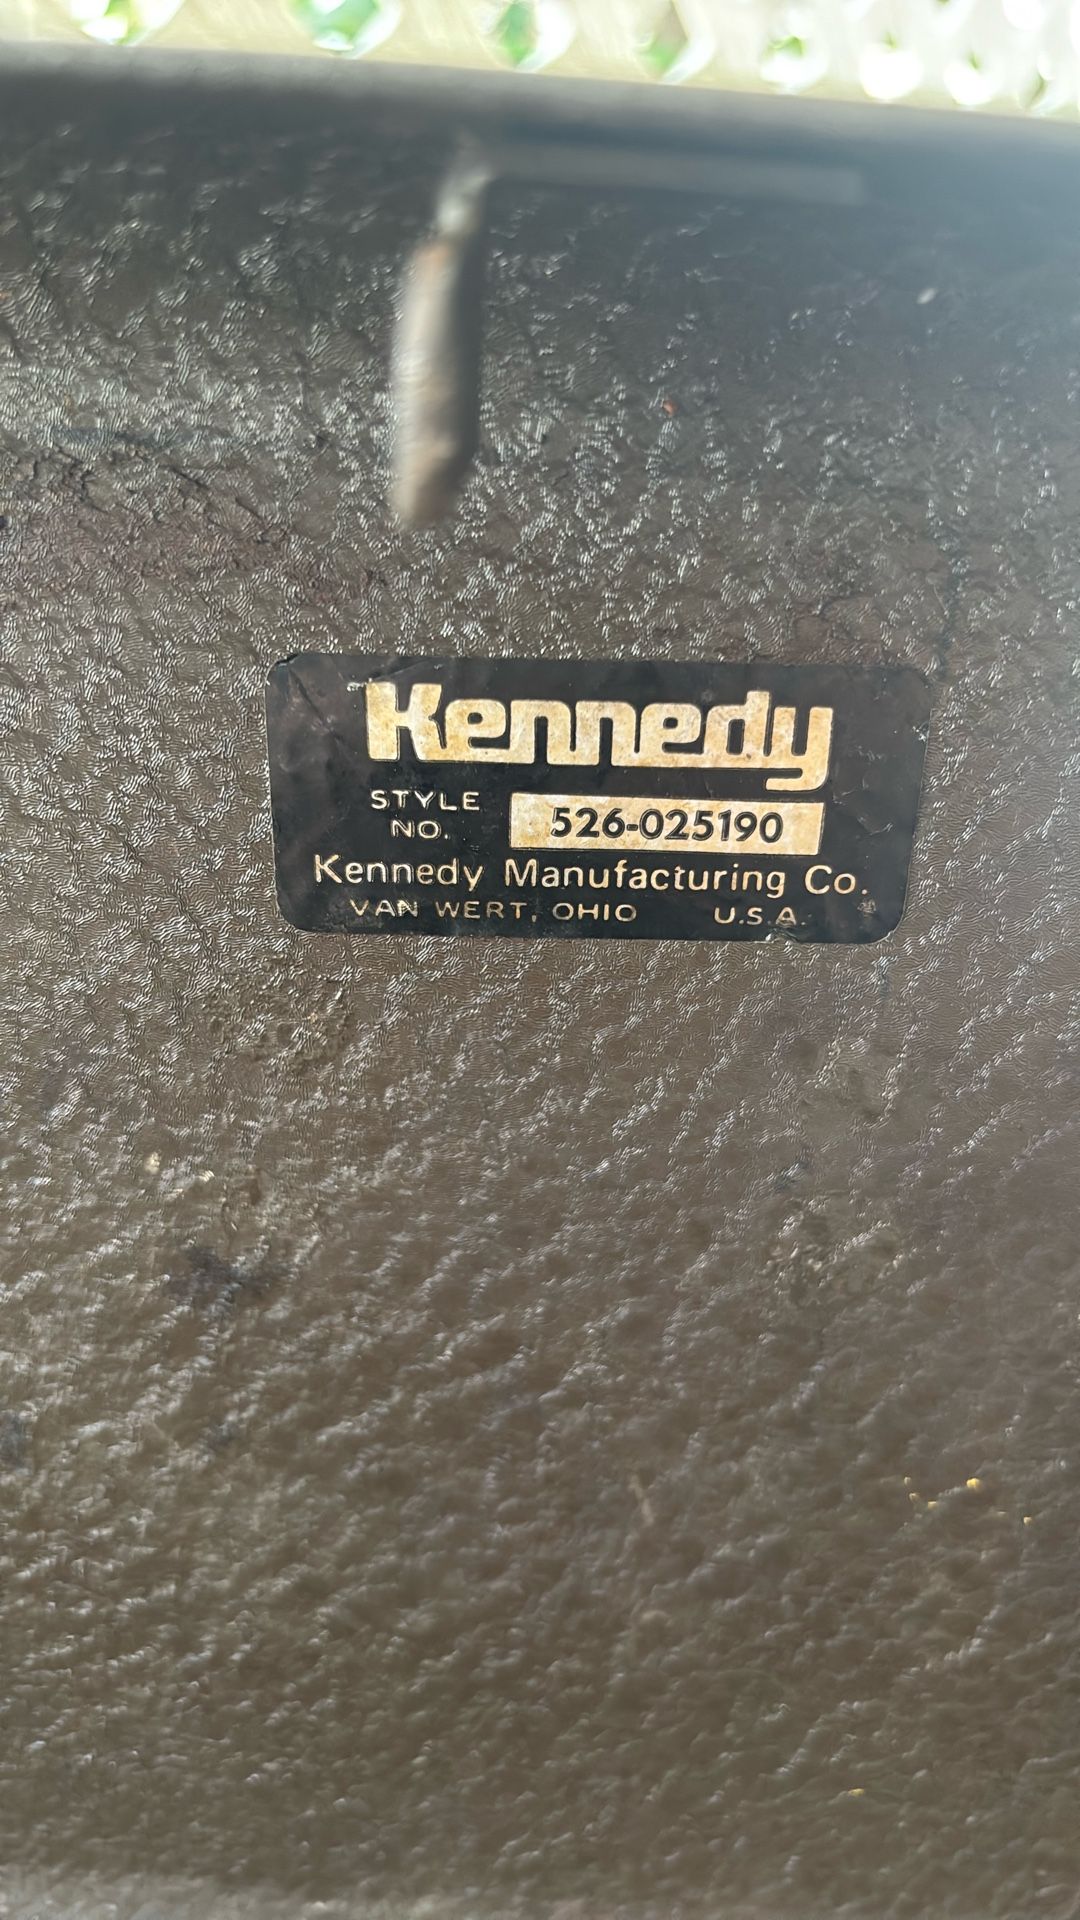 Kennedy
STYLE
NO. 526-025190
Kennedy Manufacturing Co.
VAN WERT, OHIO U.S.A.